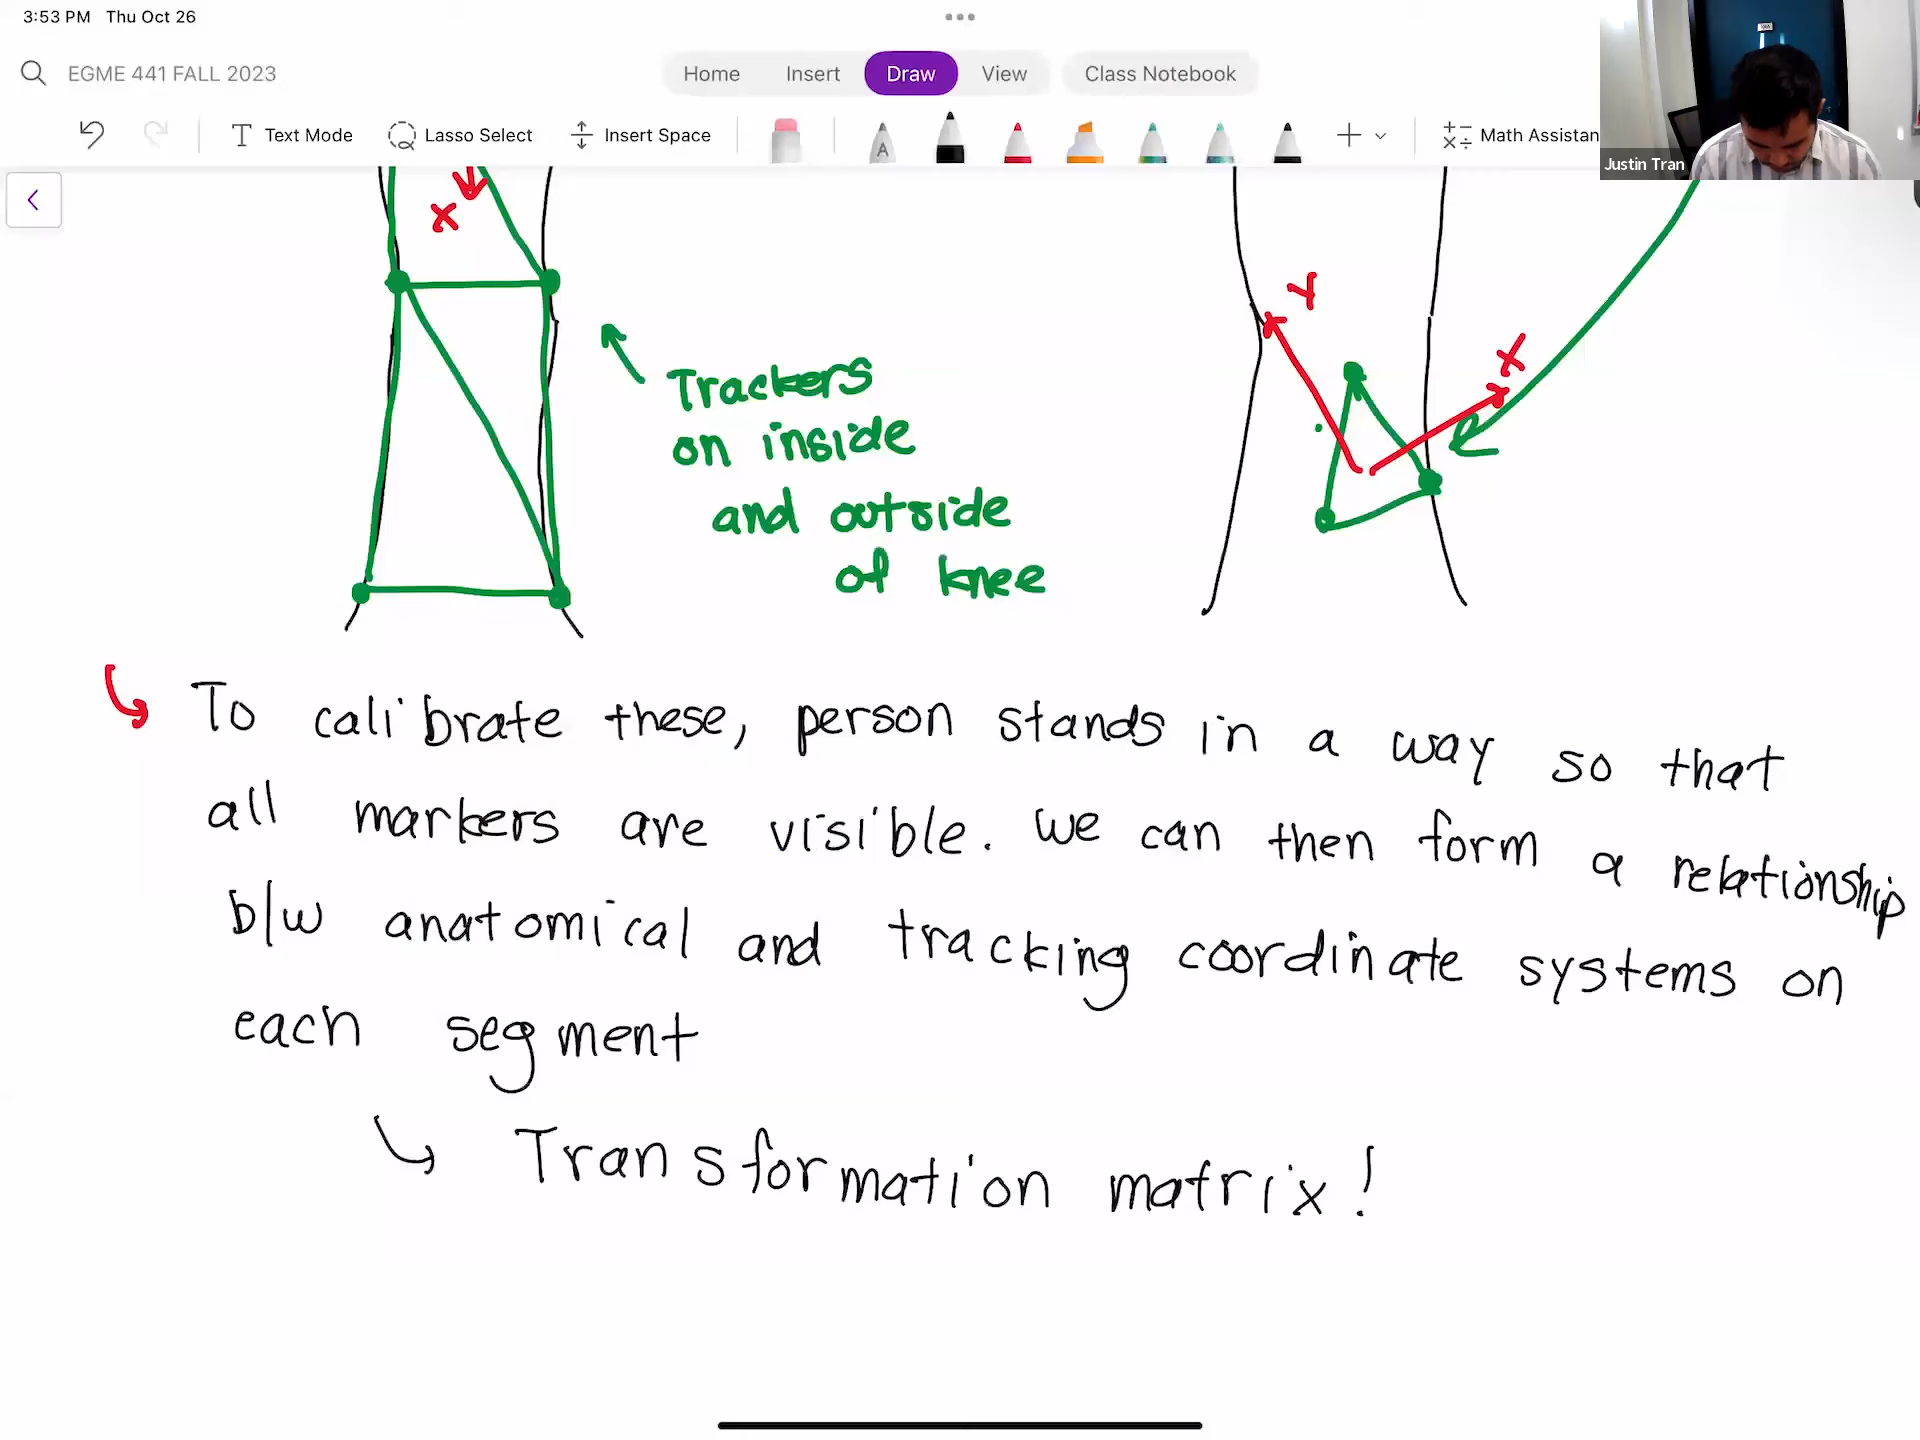 3:53 PM Thu Oct 26
EGME 441 FALL 2023
Home Insert Draw View Class Notebook
Text Mode Lasso Select Insert Space A Math Assistan
Justin Tran
x
Y
X
Trackers
on inside
and outside
of knee
To calibrate these, person stands in a way so that
all markers are visible. We can then form a relationship
b/w anatomical and tracking coordinate systems on
each segment
Transformation matrix!